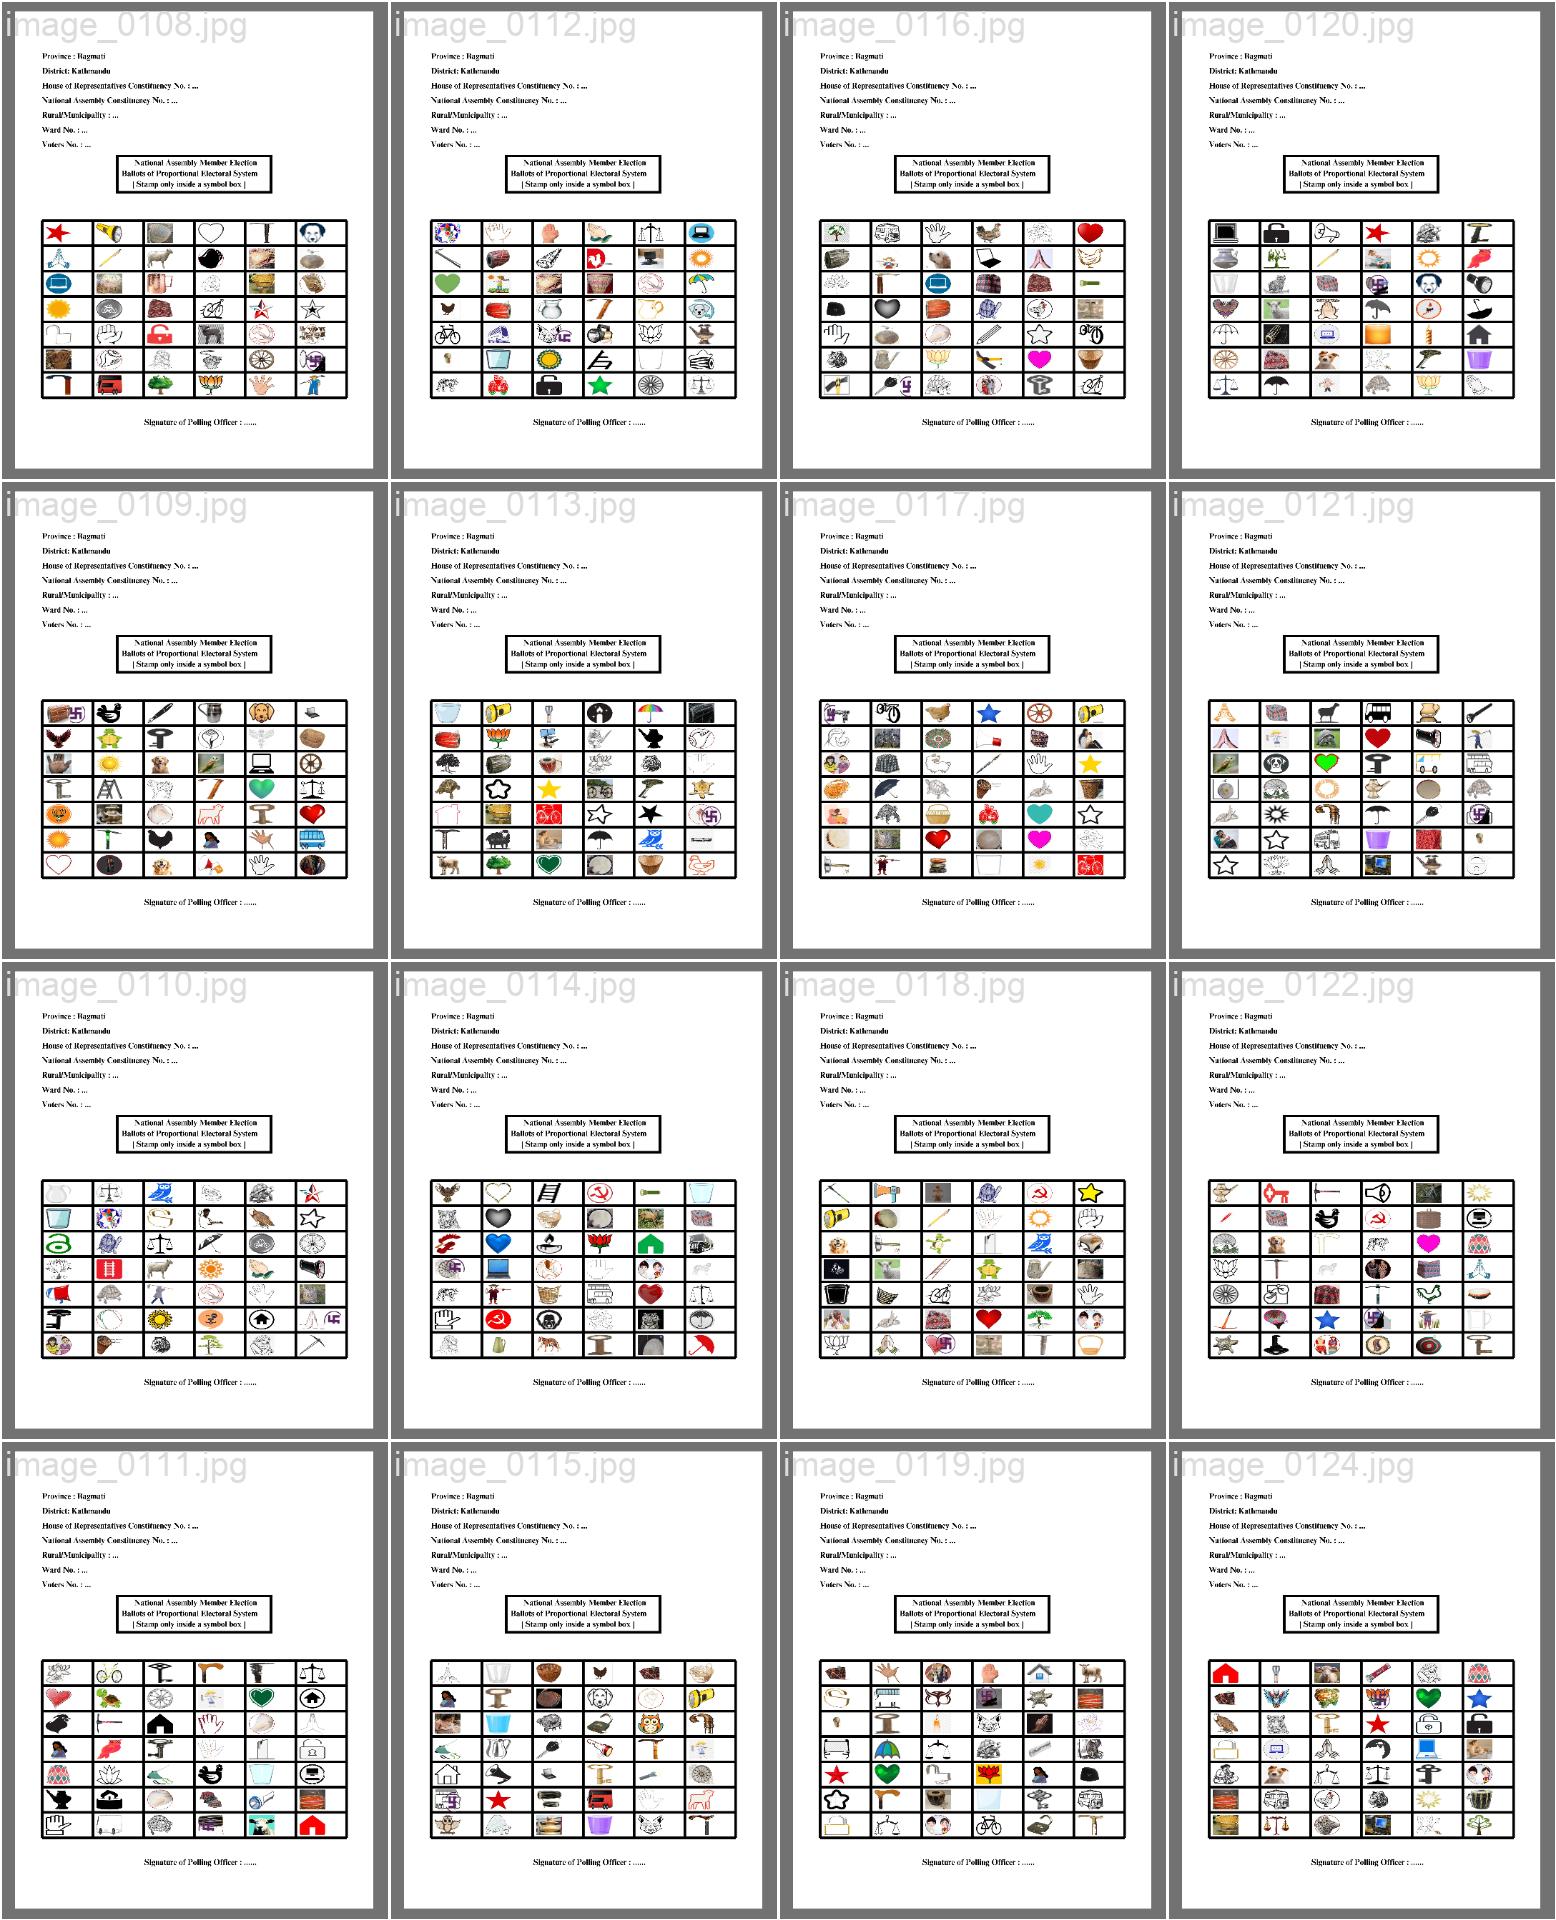 image_0108.jpg
Province : Bagmati
District: Kathmandu
House of Representatives Constituency No. : ...
National Assembly Constituency No. : ...
Rural/Municipality : ...
Ward No. : ...
Voters No. : ...
National Assembly Member Election
Ballots of Proportional Electoral System
[ Stamp only inside a symbol box ]
Signature of Polling Officer : ......
image_0112.jpg
Province : Bagmati
District: Kathmandu
House of Representatives Constituency No. : ...
National Assembly Constituency No. : ...
Rural/Municipality : ...
Ward No. : ...
Voters No. : ...
National Assembly Member Election
Ballots of Proportional Electoral System
[ Stamp only inside a symbol box ]
Signature of Polling Officer : ......
image_0116.jpg
Province : Bagmati
District: Kathmandu
House of Representatives Constituency No. : ...
National Assembly Constituency No. : ...
Rural/Municipality : ...
Ward No. : ...
Voters No. : ...
National Assembly Member Election
Ballots of Proportional Electoral System
[ Stamp only inside a symbol box ]
Signature of Polling Officer : ......
image_0120.jpg
Province : Bagmati
District: Kathmandu
House of Representatives Constituency No. : ...
National Assembly Constituency No. : ...
Rural/Municipality : ...
Ward No. : ...
Voters No. : ...
National Assembly Member Election
Ballots of Proportional Electoral System
[ Stamp only inside a symbol box ]
Signature of Polling Officer : ......
image_0109.jpg
Province : Bagmati
District: Kathmandu
House of Representatives Constituency No. : ...
National Assembly Constituency No. : ...
Rural/Municipality : ...
Ward No. : ...
Voters No. : ...
National Assembly Member Election
Ballots of Proportional Electoral System
[ Stamp only inside a symbol box ]
Signature of Polling Officer : ......
image_0113.jpg
Province : Bagmati
District: Kathmandu
House of Representatives Constituency No. : ...
National Assembly Constituency No. : ...
Rural/Municipality : ...
Ward No. : ...
Voters No. : ...
National Assembly Member Election
Ballots of Proportional Electoral System
[ Stamp only inside a symbol box ]
Signature of Polling Officer : ......
image_0117.jpg
Province : Bagmati
District: Kathmandu
House of Representatives Constituency No. : ...
National Assembly Constituency No. : ...
Rural/Municipality : ...
Ward No. : ...
Voters No. : ...
National Assembly Member Election
Ballots of Proportional Electoral System
[ Stamp only inside a symbol box ]
Signature of Polling Officer : ......
image_0121.jpg
Province : Bagmati
District: Kathmandu
House of Representatives Constituency No. : ...
National Assembly Constituency No. : ...
Rural/Municipality : ...
Ward No. : ...
Voters No. : ...
National Assembly Member Election
Ballots of Proportional Electoral System
[ Stamp only inside a symbol box ]
Signature of Polling Officer : ......
image_0110.jpg
Province : Bagmati
District: Kathmandu
House of Representatives Constituency No. : ...
National Assembly Constituency No. : ...
Rural/Municipality : ...
Ward No. : ...
Voters No. : ...
National Assembly Member Election
Ballots of Proportional Electoral System
[ Stamp only inside a symbol box ]
Signature of Polling Officer : ......
image_0114.jpg
Province : Bagmati
District: Kathmandu
House of Representatives Constituency No. : ...
National Assembly Constituency No. : ...
Rural/Municipality : ...
Ward No. : ...
Voters No. : ...
National Assembly Member Election
Ballots of Proportional Electoral System
[ Stamp only inside a symbol box ]
Signature of Polling Officer : ......
image_0118.jpg
Province : Bagmati
District: Kathmandu
House of Representatives Constituency No. : ...
National Assembly Constituency No. : ...
Rural/Municipality : ...
Ward No. : ...
Voters No. : ...
National Assembly Member Election
Ballots of Proportional Electoral System
[ Stamp only inside a symbol box ]
Signature of Polling Officer : ......
image_0122.jpg
Province : Bagmati
District: Kathmandu
House of Representatives Constituency No. : ...
National Assembly Constituency No. : ...
Rural/Municipality : ...
Ward No. : ...
Voters No. : ...
National Assembly Member Election
Ballots of Proportional Electoral System
[ Stamp only inside a symbol box ]
Signature of Polling Officer : ......
image_0111.jpg
Province : Bagmati
District: Kathmandu
House of Representatives Constituency No. : ...
National Assembly Constituency No. : ...
Rural/Municipality : ...
Ward No. : ...
Voters No. : ...
National Assembly Member Election
Ballots of Proportional Electoral System
[ Stamp only inside a symbol box ]
Signature of Polling Officer : ......
image_0115.jpg
Province : Bagmati
District: Kathmandu
House of Representatives Constituency No. : ...
National Assembly Constituency No. : ...
Rural/Municipality : ...
Ward No. : ...
Voters No. : ...
National Assembly Member Election
Ballots of Proportional Electoral System
[ Stamp only inside a symbol box ]
Signature of Polling Officer : ......
image_0119.jpg
Province : Bagmati
District: Kathmandu
House of Representatives Constituency No. : ...
National Assembly Constituency No. : ...
Rural/Municipality : ...
Ward No. : ...
Voters No. : ...
National Assembly Member Election
Ballots of Proportional Electoral System
[ Stamp only inside a symbol box ]
Signature of Polling Officer : ......
image_0124.jpg
Province : Bagmati
District: Kathmandu
House of Representatives Constituency No. : ...
National Assembly Constituency No. : ...
Rural/Municipality : ...
Ward No. : ...
Voters No. : ...
National Assembly Member Election
Ballots of Proportional Electoral System
[ Stamp only inside a symbol box ]
Signature of Polling Officer : ......